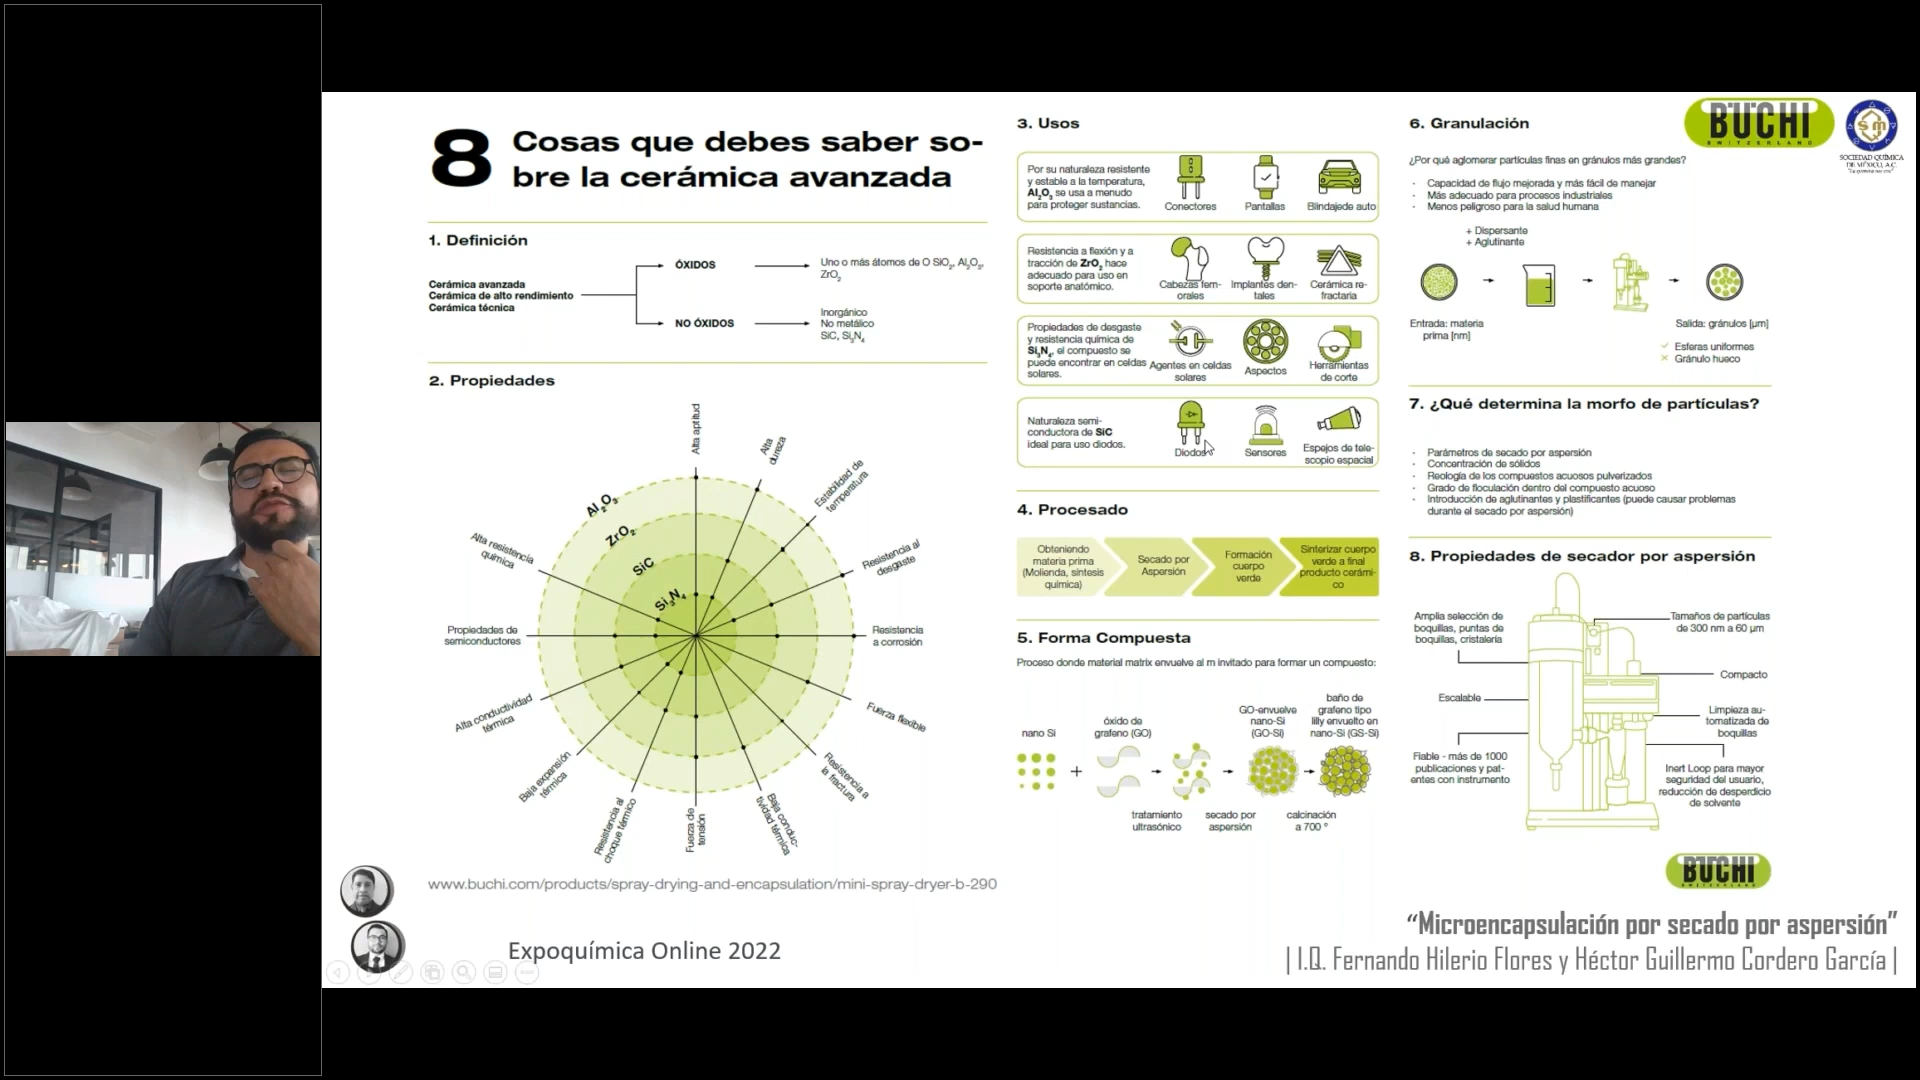 8
Cosas que debes saber so-
bre la cerámica avanzada
1. Definición
Cerámica avanzada
Cerámica de alto rendimiento
Cerámica técnica
ÓXIDOS
Uno o más átomos de O SiO₂, Al₂O₃,
ZrO₂
NO ÓXIDOS
Inorgánico
No metálico
SiC, Si₃N₄
2. Propiedades
Alta aptitud
Alta
dureza
Estabilidad de
temperatura
Resistencia al
desgaste
Resistencia
a corrosión
Fuerza flexible
Resistencia a
la fractura
Baja conduc-
tividad térmica
Fuerza de
tensión
Resistencia al
choque térmico
Baja expansión
térmica
Alta conductividad
térmica
Propiedades de
semiconductores
Alta resistencia
química
Al₂O₃
ZrO₂
SiC
Si₃N₄
www.buchi.com/products/spray-drying-and-encapsulation/mini-spray-dryer-b-290
3. Usos
Por su naturaleza resistente
y estable a la temperatura,
Al₂O₃ se usa a menudo
para proteger sustancias.
Conectores
Pantallas
Blindajede auto
Resistencia a flexión y a
tracción de ZrO₂ hace
adecuado para uso en
soporte anatómico.
Cabezas fem-
orales
Implantes den-
tales
Cerámica re-
fractaria
Propiedades de desgaste
y resistencia química de
Si₃N₄, el compuesto se
puede encontrar en celdas
solares.
Agentes en celdas
solares
Aspectos
Herramientas
de corte
Naturaleza semi-
conductora de SiC
ideal para uso diodos.
Diodos
Sensores
Espejos de tele-
scopio espacial
4. Procesado
Obteniendo
materia prima
(Molienda, síntesis
química)
Secado por
Aspersión
Formación
cuerpo
verde
Sinterizar cuerpo
verde a final
producto cerámi-
co
5. Forma Compuesta
Proceso donde material matrix envuelve al m invitado para formar un compuesto:
nano Si
óxido de
grafeno (GO)
GO-envuelve
nano-Si
(GO-Si)
baño de
grafeno tipo
lilly envuelto en
nano-Si (GS-Si)
tratamiento
ultrasónico
secado por
aspersión
calcinación
a 700 °
6. Granulación
¿Por qué aglomerar partículas finas en gránulos más grandes?
· Capacidad de flujo mejorada y más fácil de manejar
· Más adecuado para procesos industriales
· Menos peligroso para la salud humana
+ Dispersante
+ Aglutinante
Entrada: materia
prima [nm]
Salida: gránulos [µm]
✓ Esferas uniformes
× Gránulo hueco
7. ¿Qué determina la morfo de partículas?
· Parámetros de secado por aspersión
· Concentración de sólidos
· Reología de los compuestos acuosos pulverizados
· Grado de floculación dentro del compuesto acuoso
· Introducción de aglutinantes y plastificantes (puede causar problemas
durante el secado por aspersión)
8. Propiedades de secador por aspersión
Amplia selección de
boquillas, puntas de
boquillas, cristalería
Escalable
Fiable - más de 1000
publicaciones y pat-
entes con instrumento
Tamaños de partículas
de 300 nm a 60 µm
Compacto
Limpieza au-
tomatizada de
boquillas
Inert Loop para mayor
seguridad del usuario,
reducción de desperdicio
de solvente
BUCHI
SWITZERLAND
SQM
SOCIEDAD QUÍMICA
DE MÉXICO, A.C.
"La química nos une"
BUCHI
SWITZERLAND
Expoquímica Online 2022
“Microencapsulación por secado por aspersión”
| I.Q. Fernando Hilerio Flores y Héctor Guillermo Cordero García |